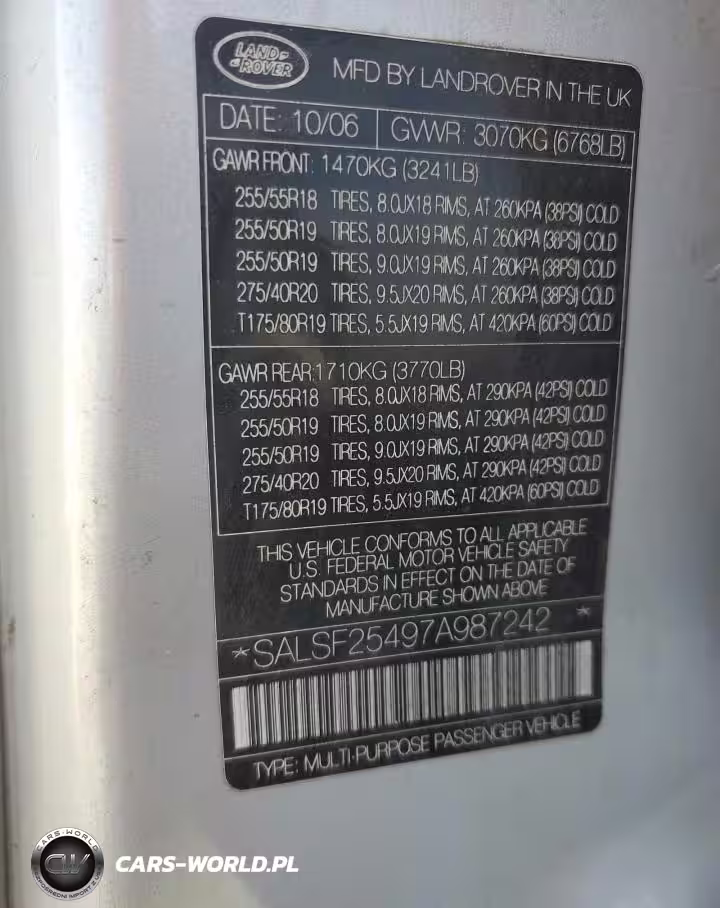 LAND-
-ROVER
MFD BY LANDROVER IN THE UK
DATE: 10/06 GVWR: 3070KG (6768LB)
GAWR FRONT: 1470KG (3241LB)
255/55R18 TIRES, 8.0JX18 RIMS, AT 260KPA (38PSI) COLD
255/50R19 TIRES, 8.0JX19 RIMS, AT 260KPA (38PSI) COLD
255/50R19 TIRES, 9.0JX19 RIMS, AT 260KPA (38PSI) COLD
275/40R20 TIRES, 9.5JX20 RIMS, AT 260KPA (38PSI) COLD
T175/80R19 TIRES, 5.5JX19 RIMS, AT 420KPA (60PSI) COLD
GAWR REAR:1710KG (3770LB)
255/55R18 TIRES, 8.0JX18 RIMS, AT 290KPA (42PSI) COLD
255/50R19 TIRES, 8.0JX19 RIMS, AT 290KPA (42PSI) COLD
255/50R19 TIRES, 9.0JX19 RIMS, AT 290KPA (42PSI) COLD
275/40R20 TIRES, 9.5JX20 RIMS, AT 290KPA (42PSI) COLD
T175/80R19 TIRES, 5.5JX19 RIMS, AT 420KPA (60PSI) COLD
THIS VEHICLE CONFORMS TO ALL APPLICABLE
U.S. FEDERAL MOTOR VEHICLE SAFETY
STANDARDS IN EFFECT ON THE DATE OF
MANUFACTURE SHOWN ABOVE
*SALSF25497A987242 *
TYPE: MULTI-PURPOSE PASSENGER VEHICLE
CARS-WORLD
CW
BEZPOŚREDNI IMPORT Z USA
CARS-WORLD.PL